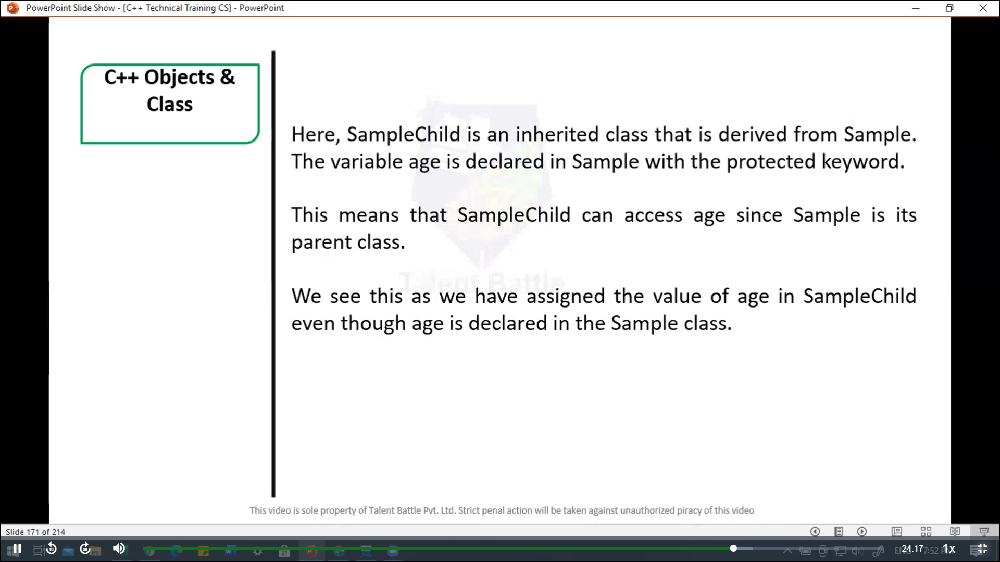 PowerPoint Slide Show - [C++ Technical Training CS] - PowerPoint
C++ Objects &
Class
Here, SampleChild is an inherited class that is derived from Sample.
The variable age is declared in Sample with the protected keyword.
This means that SampleChild can access age since Sample is its
parent class.
We see this as we have assigned the value of age in SampleChild
even though age is declared in the Sample class.
Talent Battle
This video is sole property of Talent Battle Pvt. Ltd. Strict penal action will be taken against unauthorized piracy of this video
Slide 171 of 214
10
30
-24:17
1x